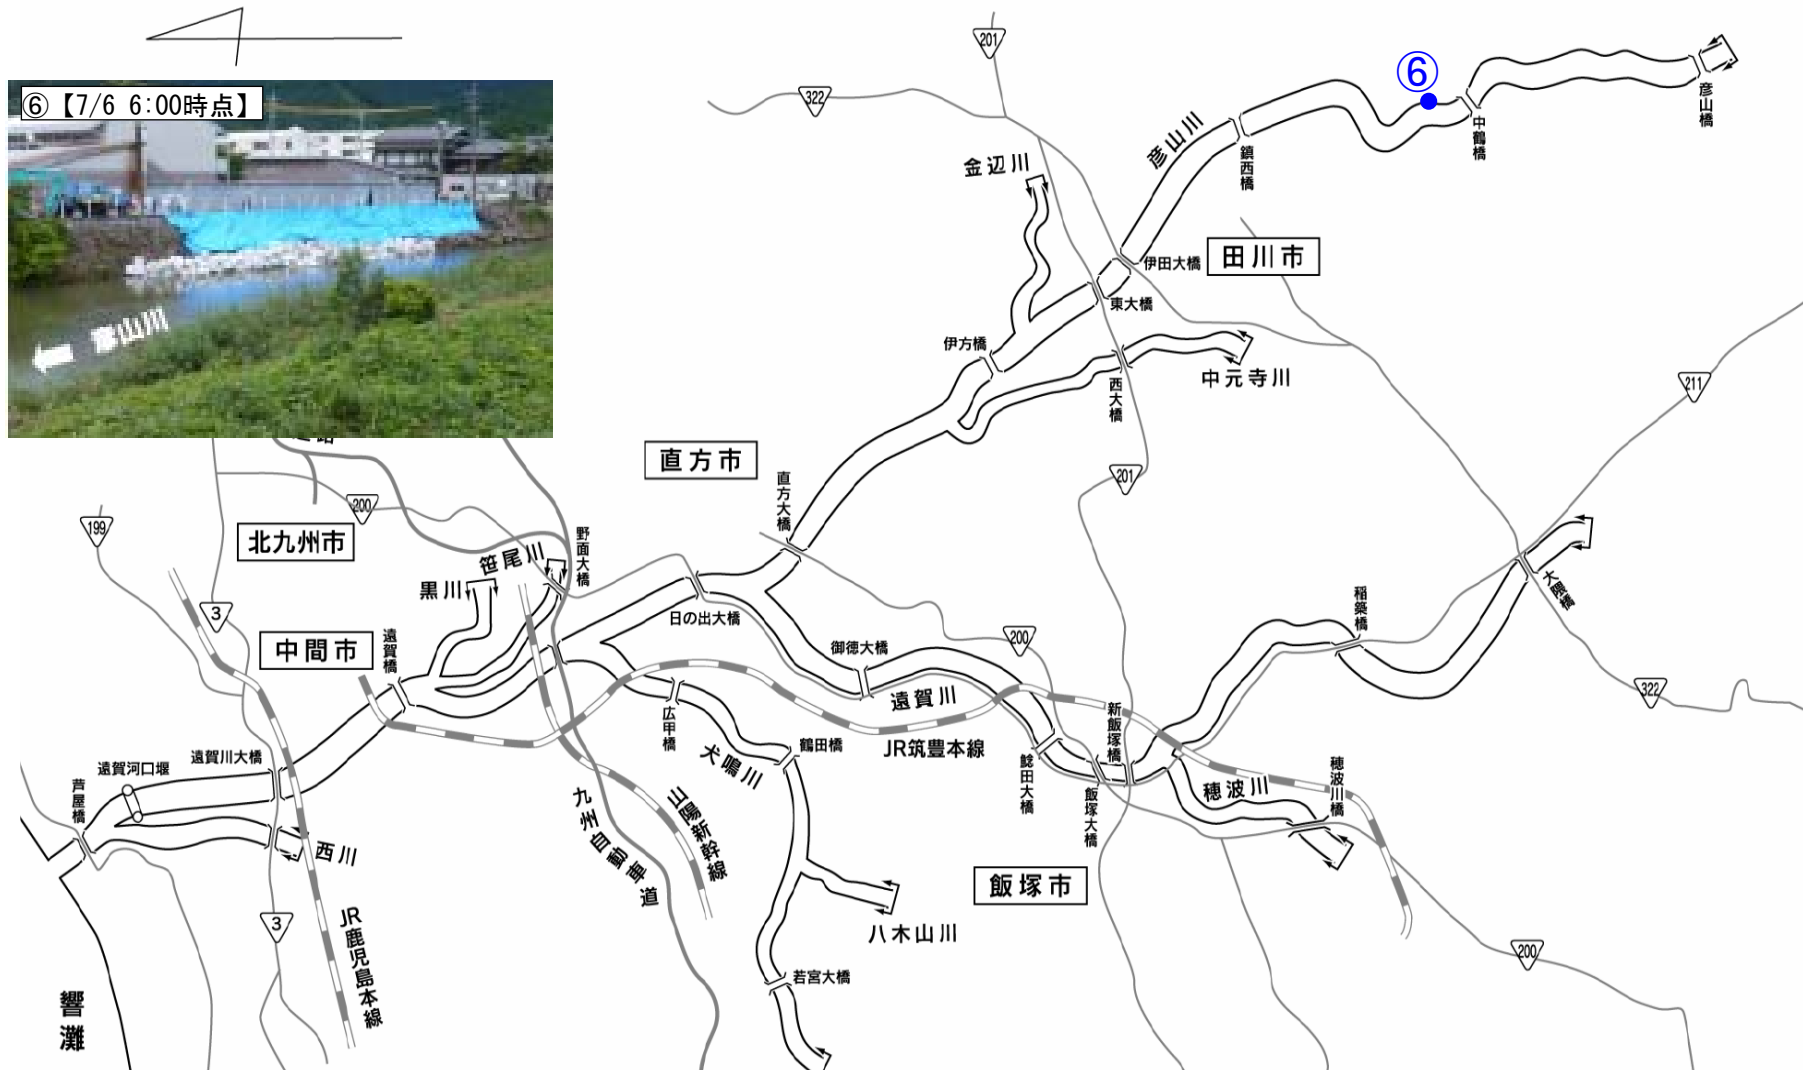 ⑥【7/6 6:00時点】
彦山川
⑥
201
322
彦山橋
中鶴橋
鎮西橋
彦山川
金辺川
伊田大橋
田川市
東大橋
伊方橋
西大橋
中元寺川
211
直方市
直方大橋
201
199
200
北九州市
野面大橋
笹尾川
黒川
3
中間市
遠賀橋
日の出大橋
御徳大橋
200
稲築橋
大隈橋
322
遠賀川
広甲橋
鶴田橋
JR筑豊本線
犬鳴川
新飯塚橋
鯰田大橋
飯塚大橋
穂波川
穂波川橋
遠賀川大橋
遠賀河口堰
芦屋橋
西川
九州自動車道
山陽新幹線
飯塚市
3
JR鹿児島本線
八木山川
若宮大橋
200
響灘